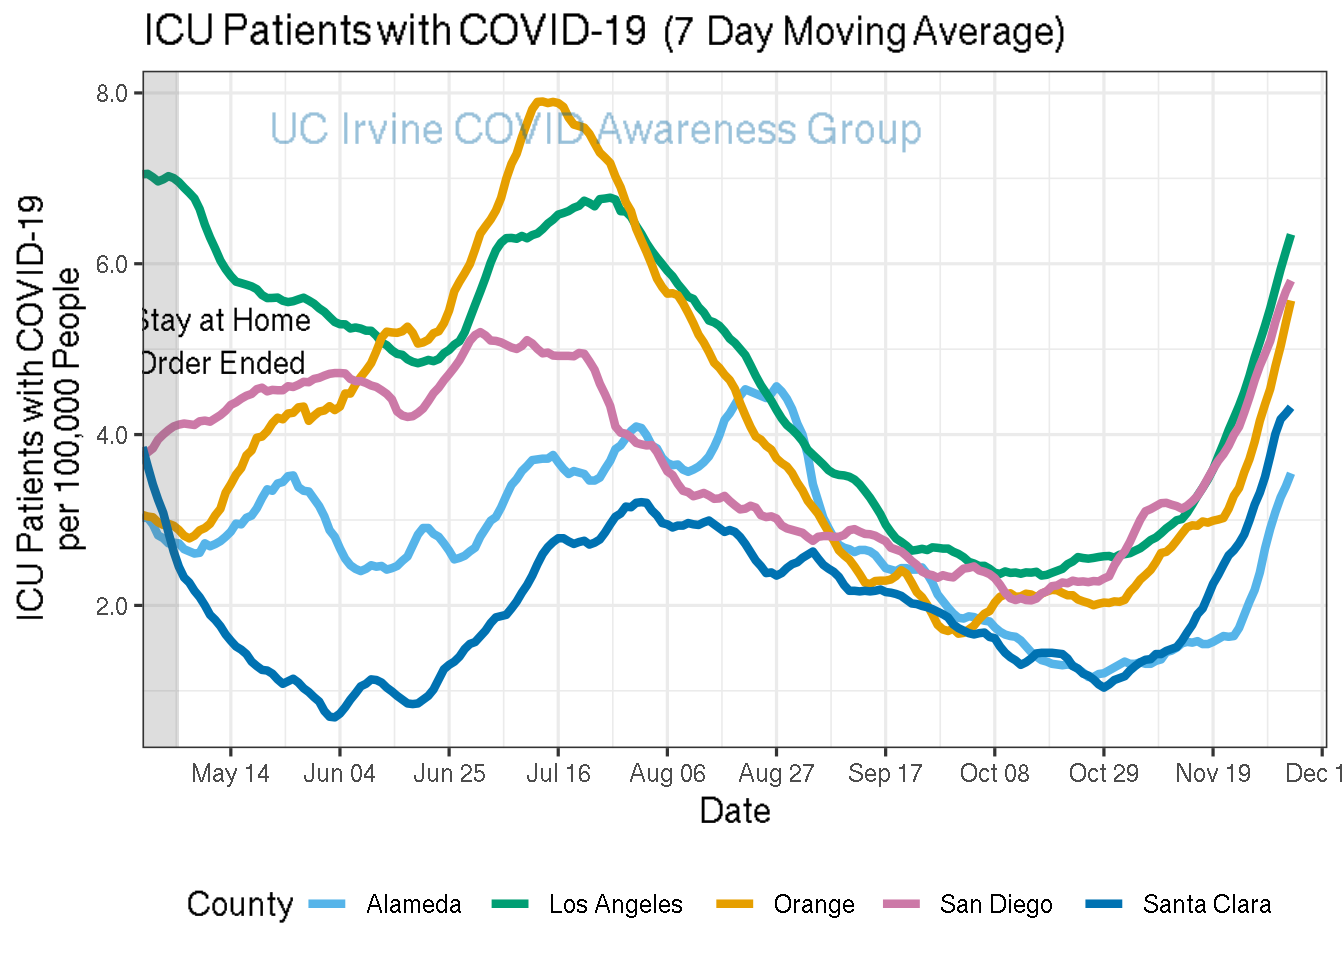 ICU Patients with COVID-19 (7 Day Moving Average)
UC Irvine COVID Awareness Group
ICU Patients with COVID-19
per 100,000 People
8.0
6.0
4.0
2.0
Stay at Home
Order Ended
May 14 Jun 04 Jun 25 Jul 16 Aug 06 Aug 27 Sep 17 Oct 08 Oct 29 Nov 19 Dec 1
Date
County Alameda Los Angeles Orange San Diego Santa Clara